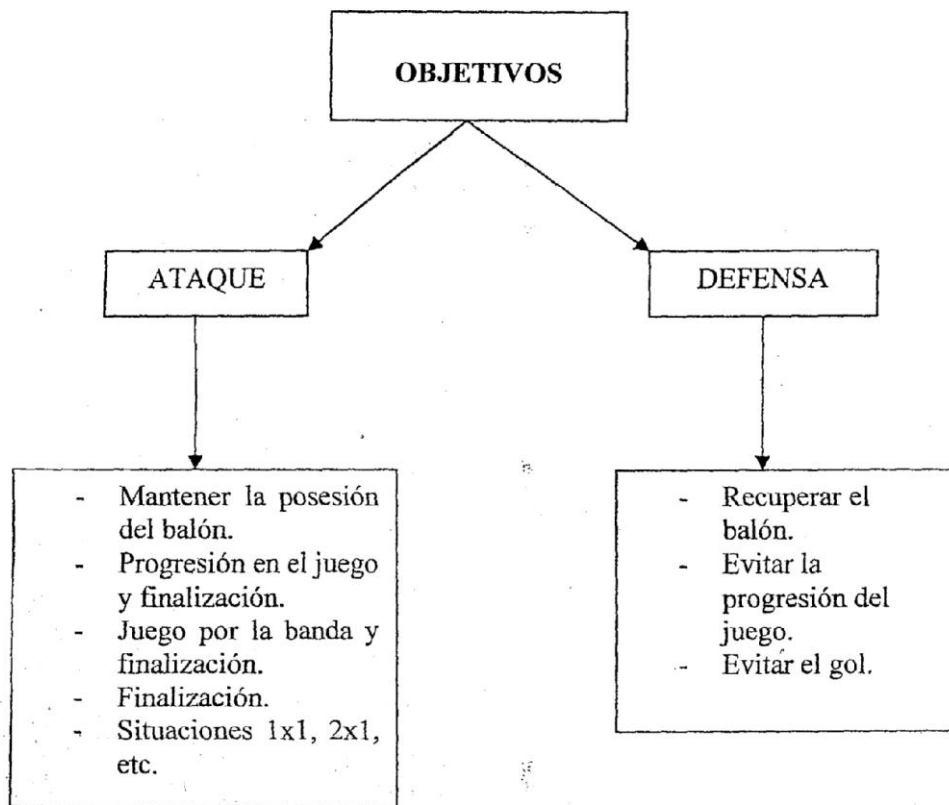 OBJETIVOS
ATAQUE
DEFENSA
- Mantener la posesión
del balón.
- Progresión en el juego
y finalización.
- Juego por la banda y
finalización.
- Finalización.
- Situaciones 1x1, 2x1,
etc.
- Recuperar el
balón.
- Evitar la
progresión del
juego.
- Evitar el gol.